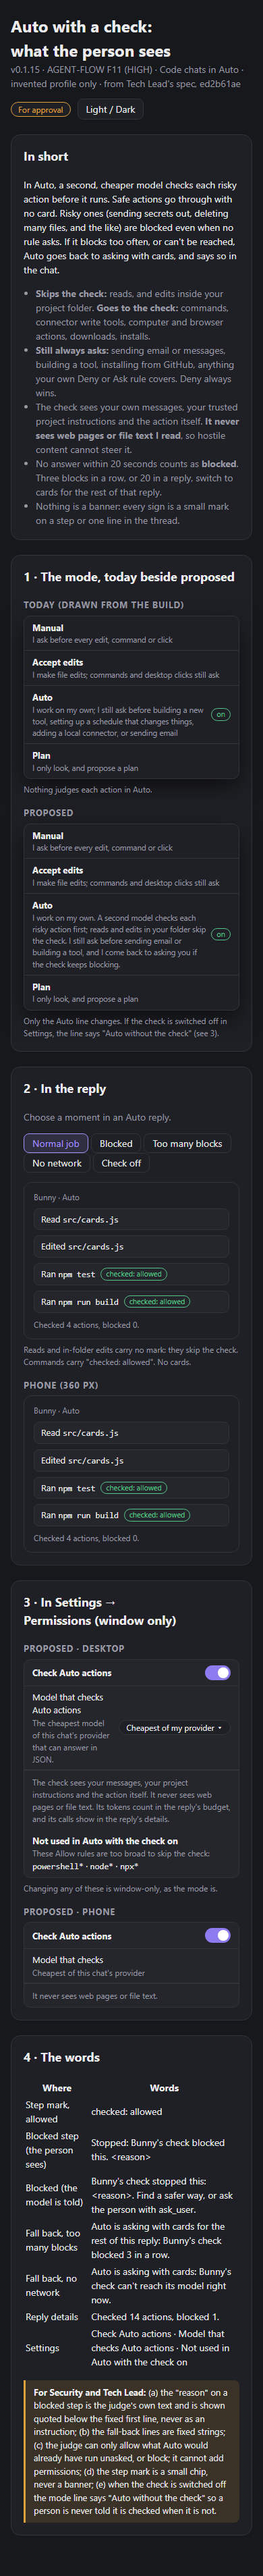 Auto with a check:
what the person sees
v0.1.15 · AGENT-FLOW F11 (HIGH) · Code chats in Auto ·
invented profile only · from Tech Lead's spec, ed2b61ae
For approval
Light / Dark
In short
In Auto, a second, cheaper model checks each risky
action before it runs. Safe actions go through with
no card. Risky ones (sending secrets out, deleting
many files, and the like) are blocked even when no
rule asks. If it blocks too often, or can't be reached,
Auto goes back to asking with cards, and says so in
the chat.
• Skips the check: reads, and edits inside your
project folder. Goes to the check: commands,
connector write tools, computer and browser
actions, downloads, installs.
• Still always asks: sending email or messages,
building a tool, installing from GitHub, anything
your own Deny or Ask rule covers. Deny always
wins.
• The check sees your own messages, your trusted
project instructions and the action itself. It never
sees web pages or file text I read, so hostile
content cannot steer it.
• No answer within 20 seconds counts as blocked.
Three blocks in a row, or 20 in a reply, switch to
cards for the rest of that reply.
• Nothing is a banner: every sign is a small mark
on a step or one line in the thread.
1 · The mode, today beside proposed
TODAY (DRAWN FROM THE BUILD)
Manual
I ask before every edit, command or click
Accept edits
I make file edits; commands and desktop clicks still ask
Auto
I work on my own; I still ask before building a new
tool, setting up a schedule that changes things,
adding a local connector, or sending email
on
Plan
I only look, and propose a plan
Nothing judges each action in Auto.
PROPOSED
Manual
I ask before every edit, command or click
Accept edits
I make file edits; commands and desktop clicks still ask
Auto
I work on my own. A second model checks each
risky action first; reads and edits in your folder skip
the check. I still ask before sending email or
building a tool, and I come back to asking you if
the check keeps blocking.
on
Plan
I only look, and propose a plan
Only the Auto line changes. If the check is switched off in
Settings, the line says "Auto without the check" (see 3).
2 · In the reply
Choose a moment in an Auto reply.
Normal job
Blocked
Too many blocks
No network
Check off
Bunny · Auto
Read src/cards.js
Edited src/cards.js
Ran npm test checked: allowed
Ran npm run build checked: allowed
Checked 4 actions, blocked 0.
Reads and in-folder edits carry no mark: they skip the check.
Commands carry "checked: allowed". No cards.
PHONE (360 PX)
Bunny · Auto
Read src/cards.js
Edited src/cards.js
Ran npm test checked: allowed
Ran npm run build checked: allowed
Checked 4 actions, blocked 0.
3 · In Settings →
Permissions (window only)
PROPOSED · DESKTOP
Check Auto actions
Model that checks
Auto actions
The cheapest model
of this chat's provider
that can answer in
JSON.
Cheapest of my provider ▾
The check sees your messages, your project
instructions and the action itself. It never sees web
pages or file text. Its tokens count in the reply's budget,
and its calls show in the reply's details.
Not used in Auto with the check on
These Allow rules are too broad to skip the check:
powershell* · node* · npx*
Changing any of these is window-only, as the mode is.
PROPOSED · PHONE
Check Auto actions
Model that checks
Cheapest of this chat's provider
It never sees web pages or file text.
4 · The words
Where Words
Step mark,
allowed
checked: allowed
Blocked step
(the person
sees)
Stopped: Bunny's check blocked
this. <reason>
Blocked (the
model is told)
Bunny's check stopped this:
<reason>. Find a safer way, or ask
the person with ask_user.
Fall back, too
many blocks
Auto is asking with cards for the
rest of this reply: Bunny's check
blocked 3 in a row.
Fall back, no
network
Auto is asking with cards: Bunny's
check can't reach its model right
now.
Reply details
Checked 14 actions, blocked 1.
Settings
Check Auto actions · Model that
checks Auto actions · Not used in
Auto with the check on
For Security and Tech Lead: (a) the "reason" on a
blocked step is the judge's own text and is shown
quoted below the fixed first line, never as an
instruction; (b) the fall-back lines are fixed strings;
(c) the judge can only allow what Auto would
already have run unasked, or block; it cannot add
permissions; (d) the step mark is a small chip,
never a banner; (e) when the check is switched off
the mode line says "Auto without the check" so a
person is never told it is checked when it is not.